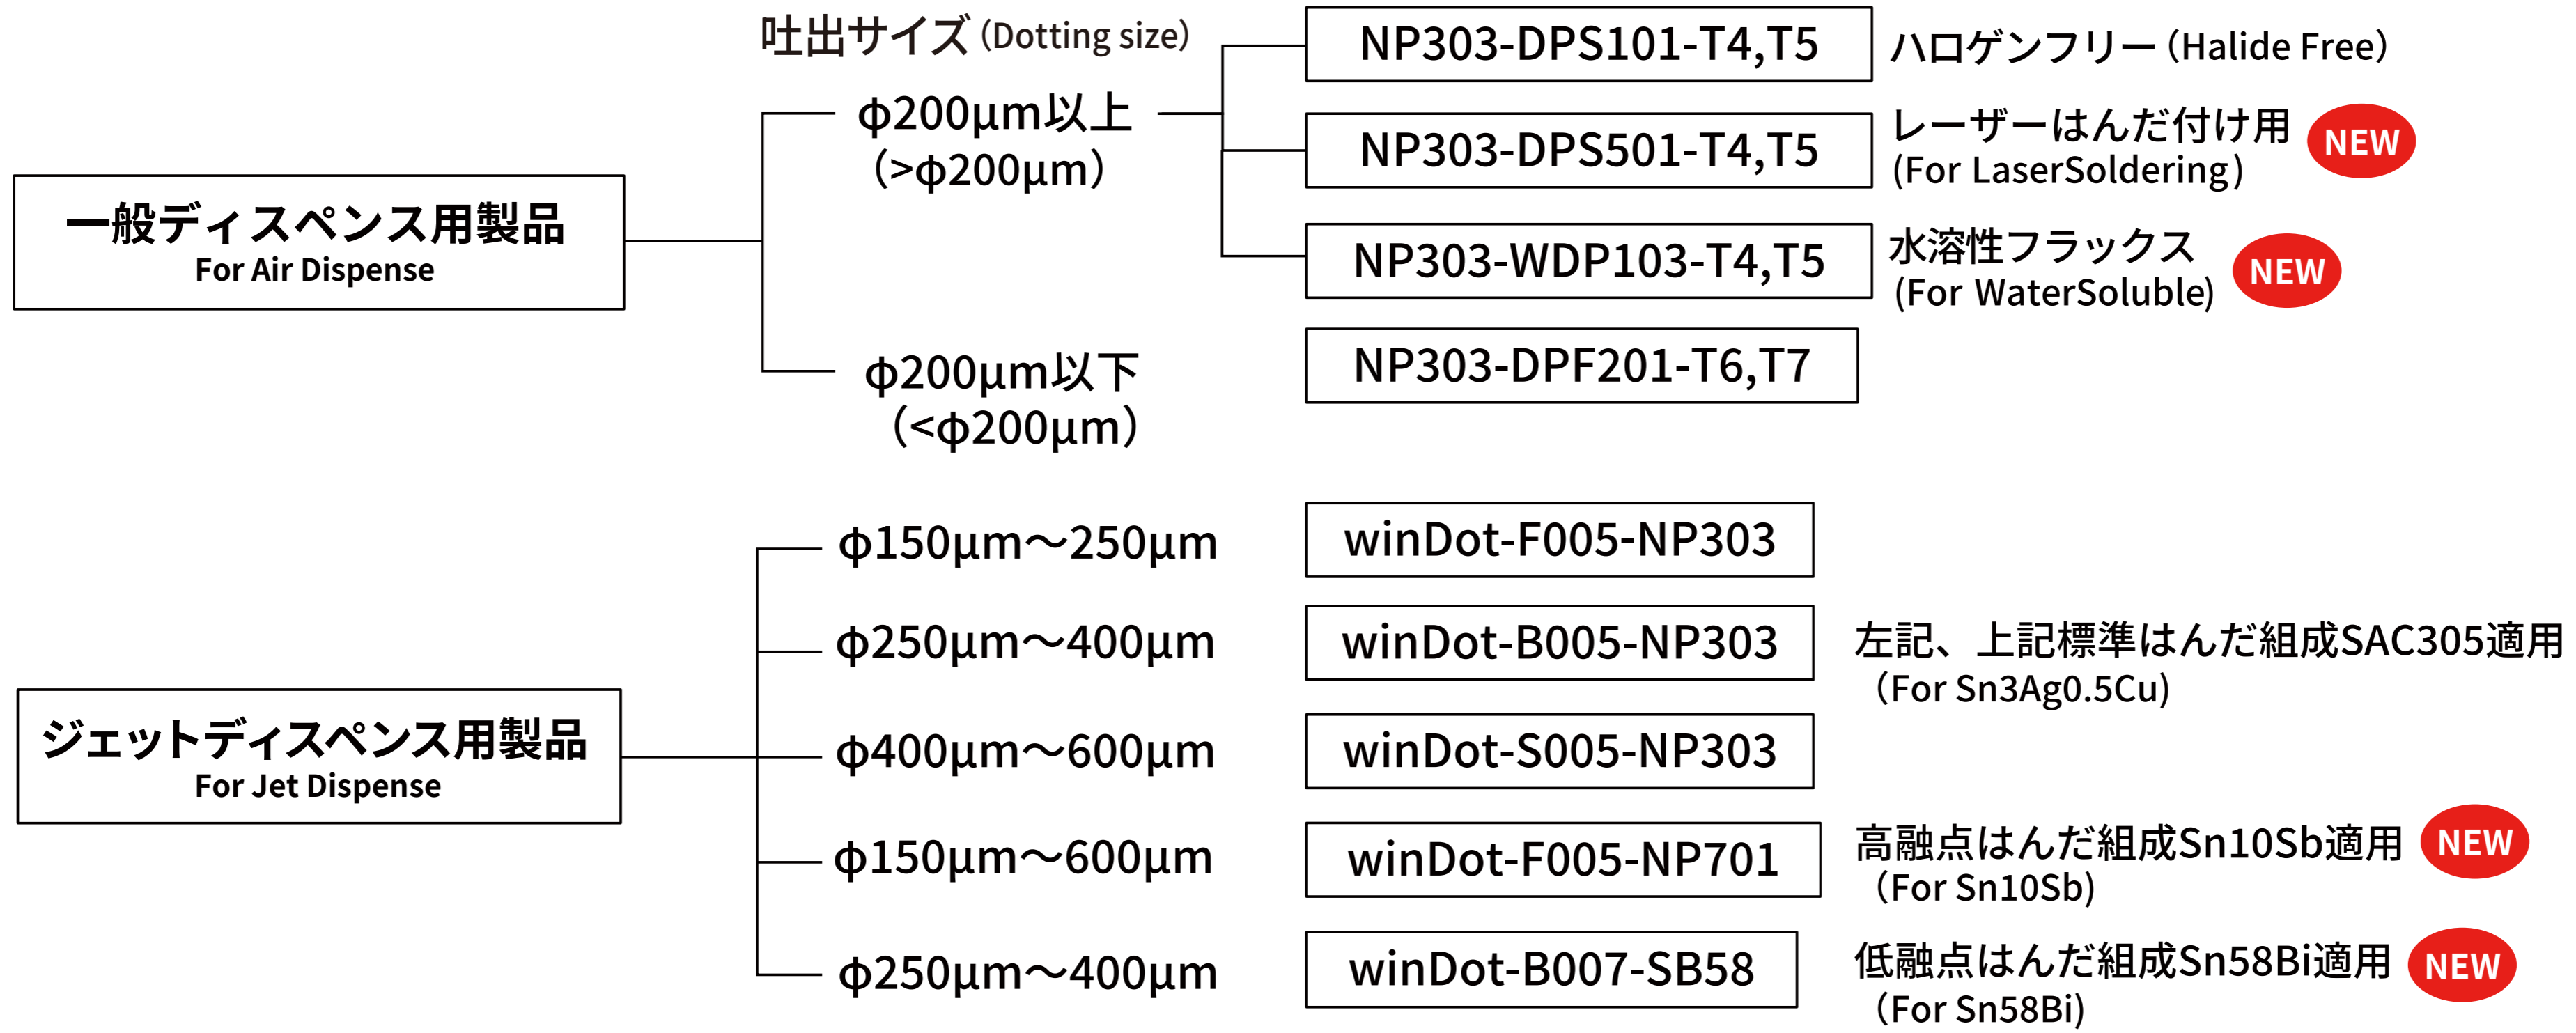 吐出サイズ（Dotting size）
一般ディスペンス用製品
For Air Dispense
φ200μm以上
（>φ200μm）
NP303-DPS101-T4,T5
ハロゲンフリー（Halide Free）
NP303-DPS501-T4,T5
レーザーはんだ付け用
(For LaserSoldering)
NEW
NP303-WDP103-T4,T5
水溶性フラックス
(For WaterSoluble)
NEW
φ200μm以下
（<φ200μm）
NP303-DPF201-T6,T7
ジェットディスペンス用製品
For Jet Dispense
φ150μm～250μm
winDot-F005-NP303
φ250μm～400μm
winDot-B005-NP303
左記、上記標準はんだ組成SAC305適用
（For Sn3Ag0.5Cu)
φ400μm～600μm
winDot-S005-NP303
φ150μm～600μm
winDot-F005-NP701
高融点はんだ組成Sn10Sb適用
（For Sn10Sb)
NEW
φ250μm～400μm
winDot-B007-SB58
低融点はんだ組成Sn58Bi適用
（For Sn58Bi)
NEW